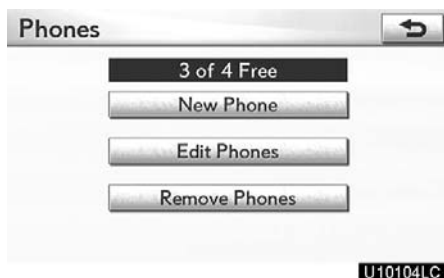 Phones
3 of 4 Free
New Phone
Edit Phones
Remove Phones
U10104LC